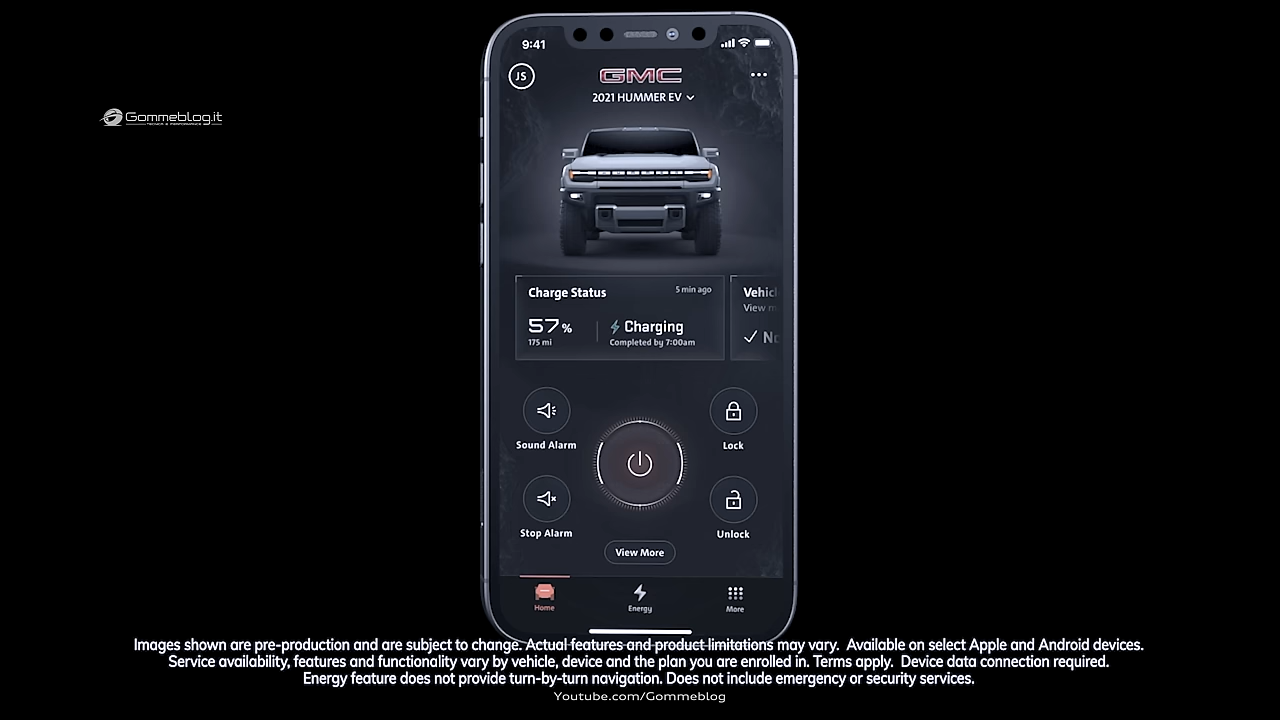 9:41
JS
GMC
2021 HUMMER EV
Gommeblog.it
Charge Status
5 min ago
57%
175 mi
Charging
Completed by 7:00am
Vehicl
View m
No
Sound Alarm
Lock
Stop Alarm
Unlock
View More
Home
Energy
More
Images shown are pre-production and are subject to change. Actual features and product limitations may vary. Available on select Apple and Android devices.
Service availability, features and functionality vary by vehicle, device and the plan you are enrolled in. Terms apply. Device data connection required.
Energy feature does not provide turn-by-turn navigation. Does not include emergency or security services.
Youtube.com/Gommeblog